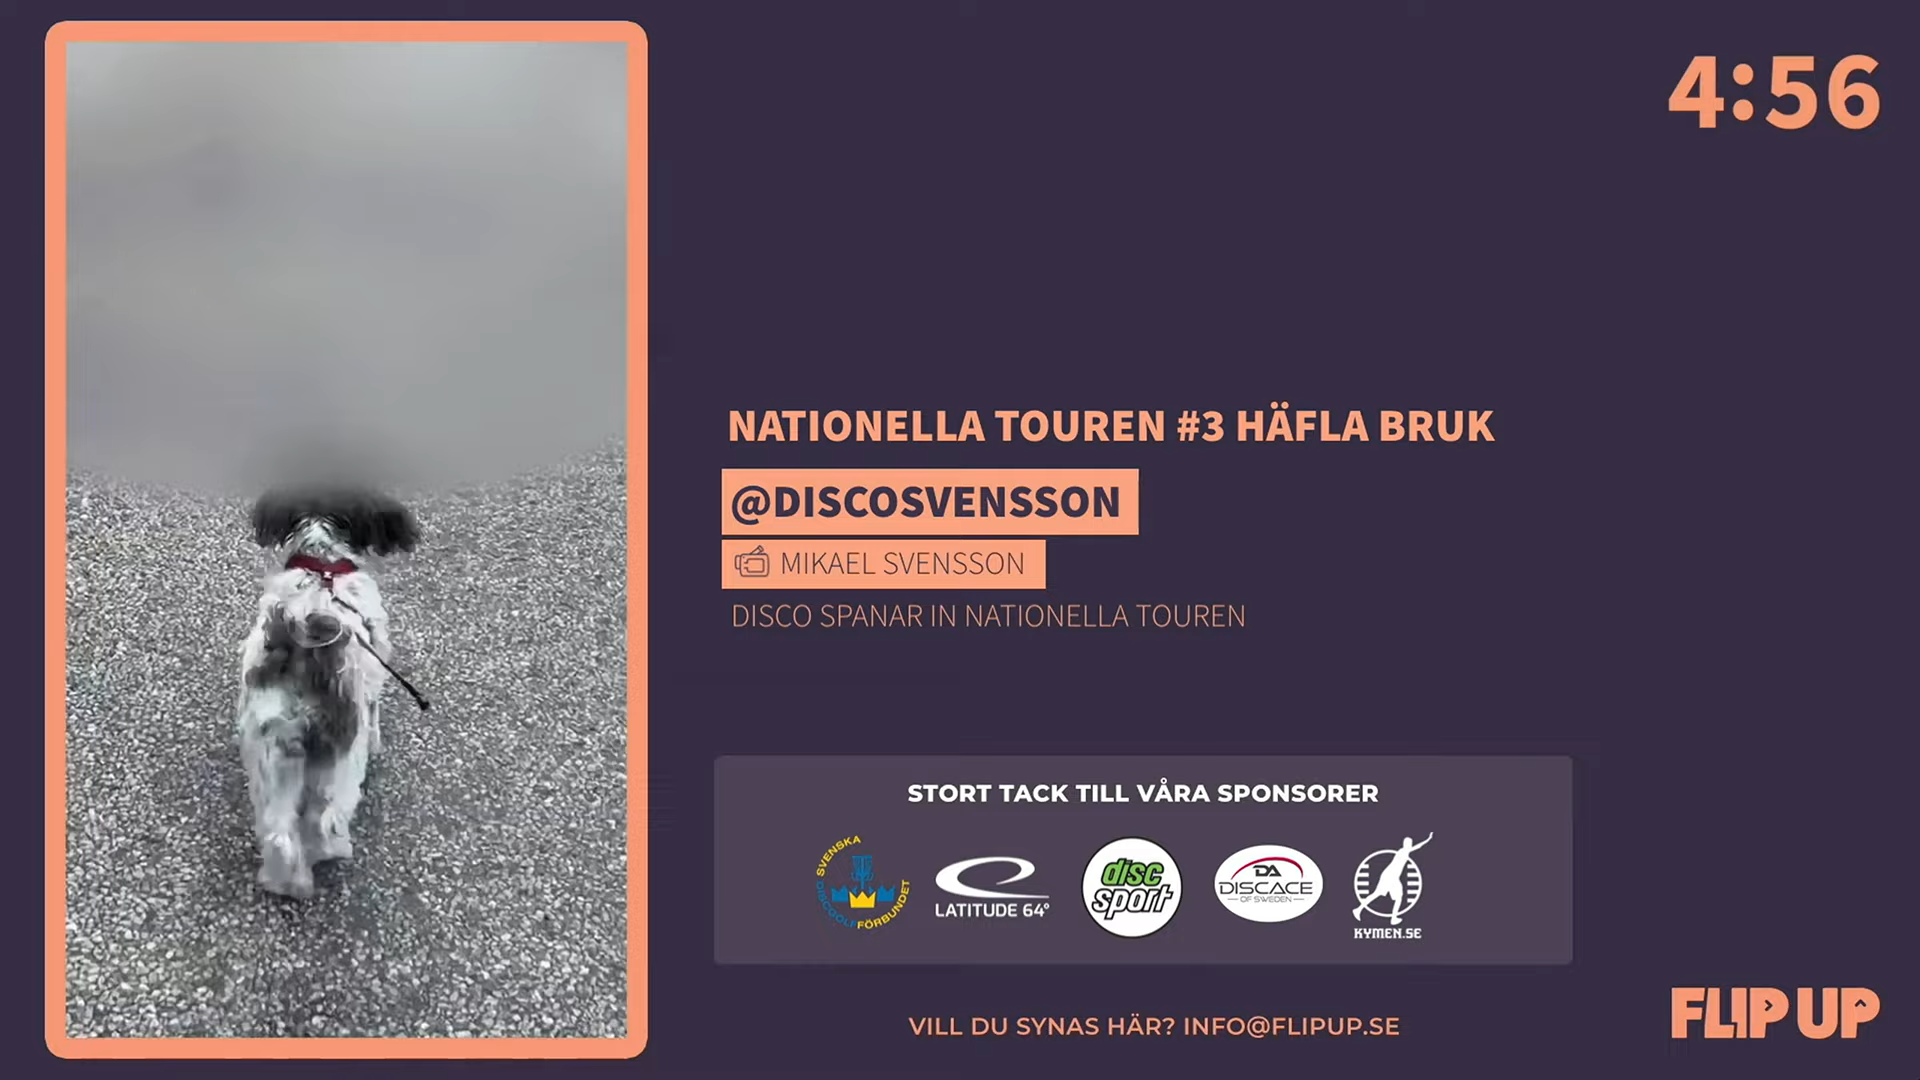 4:56
NATIONELLA TOUREN #3 HÄFLA BRUK
@DISCOSVENSSON
MIKAEL SVENSSON
DISCO SPANAR IN NATIONELLA TOUREN
STORT TACK TILL VÅRA SPONSORER
SVENSKA DISCGOLFFÖRBUNDET
LATITUDE 64°
disc
sport
DA
DISCACE
OF SWEDEN
KYMEN.SE
VILL DU SYNAS HÄR? INFO@FLIPUP.SE
FLIP UP